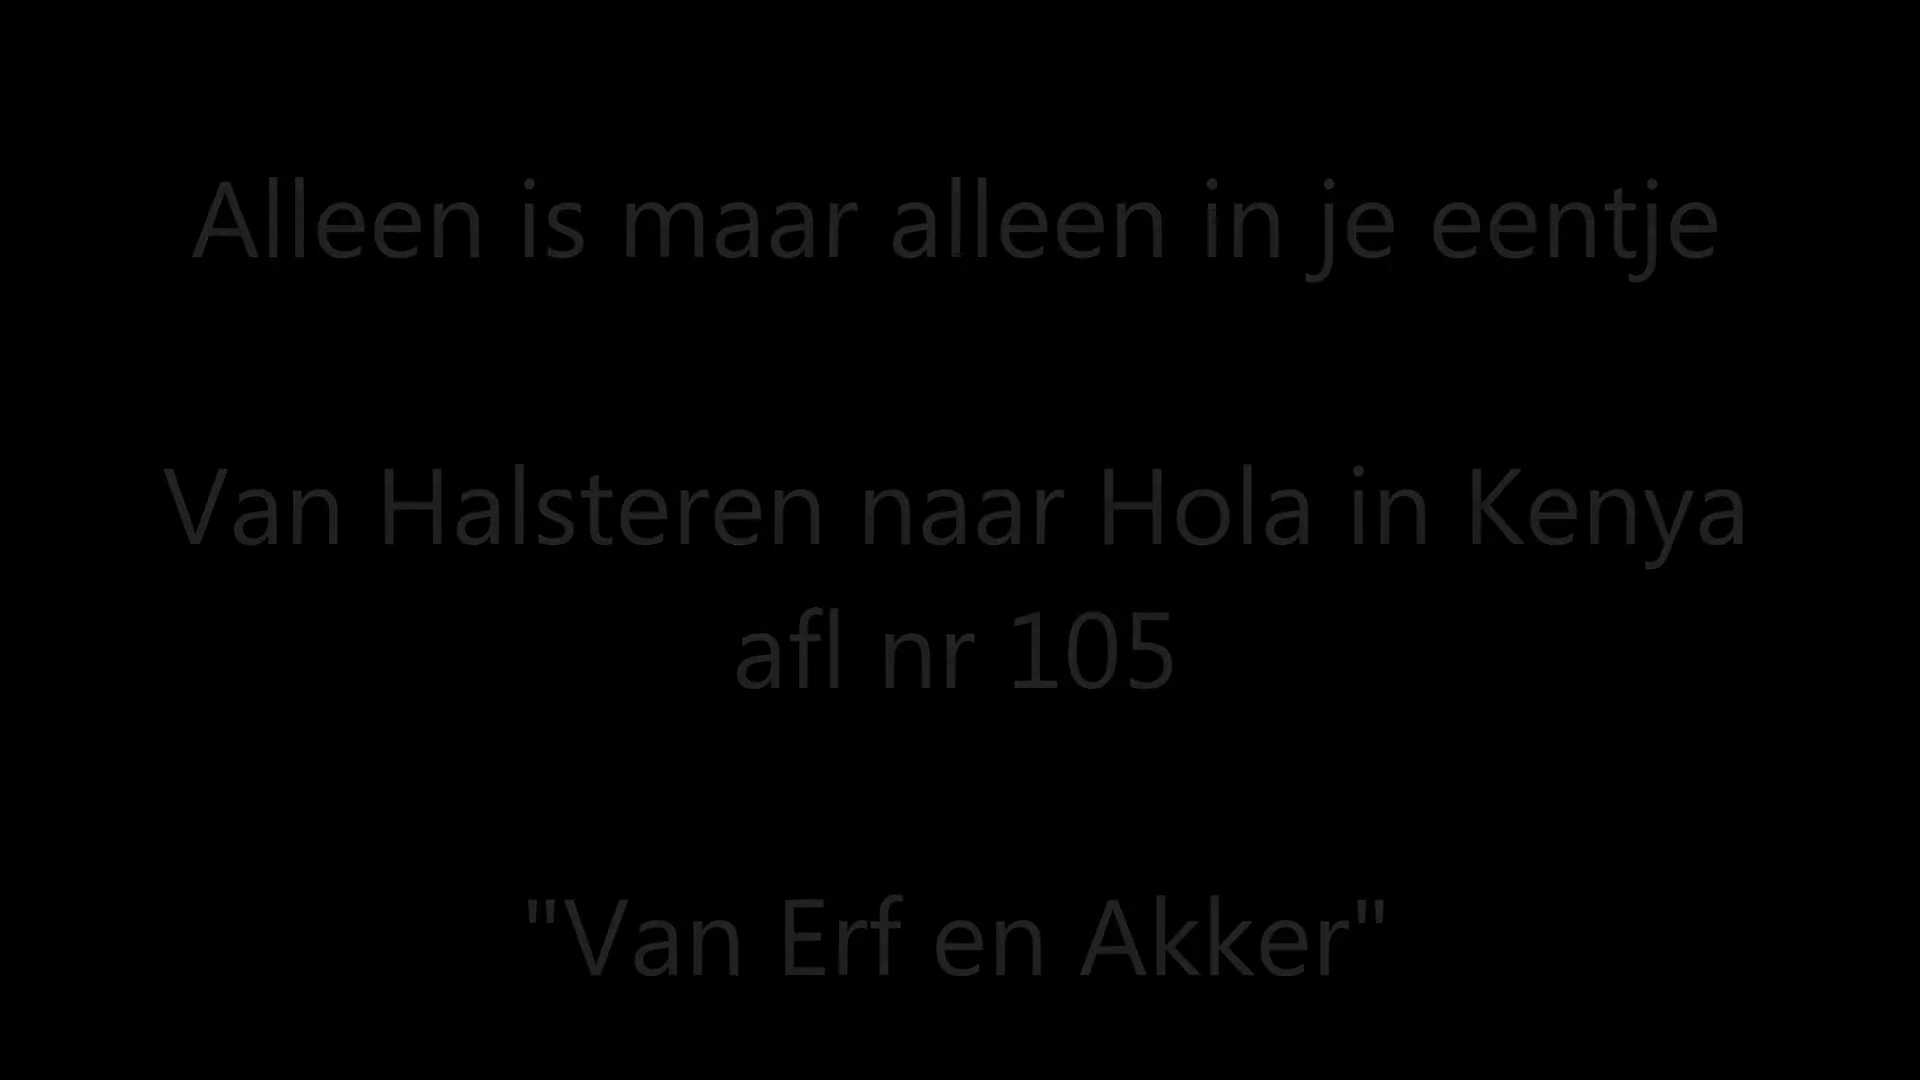 Alleen is maar alleen in je eentje
Van Halsteren naar Hola in Kenya
afl nr 105
"Van Erf en Akker"